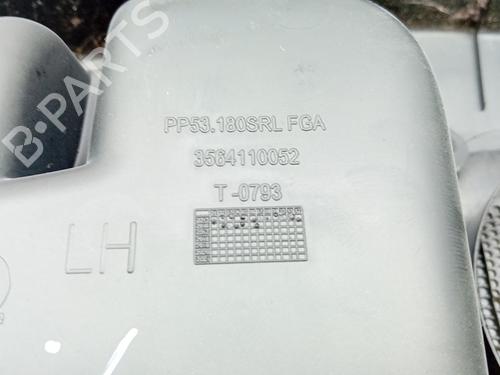 B-PARTS
PP53.180SRL FGA
3564110052
T-0793
LH